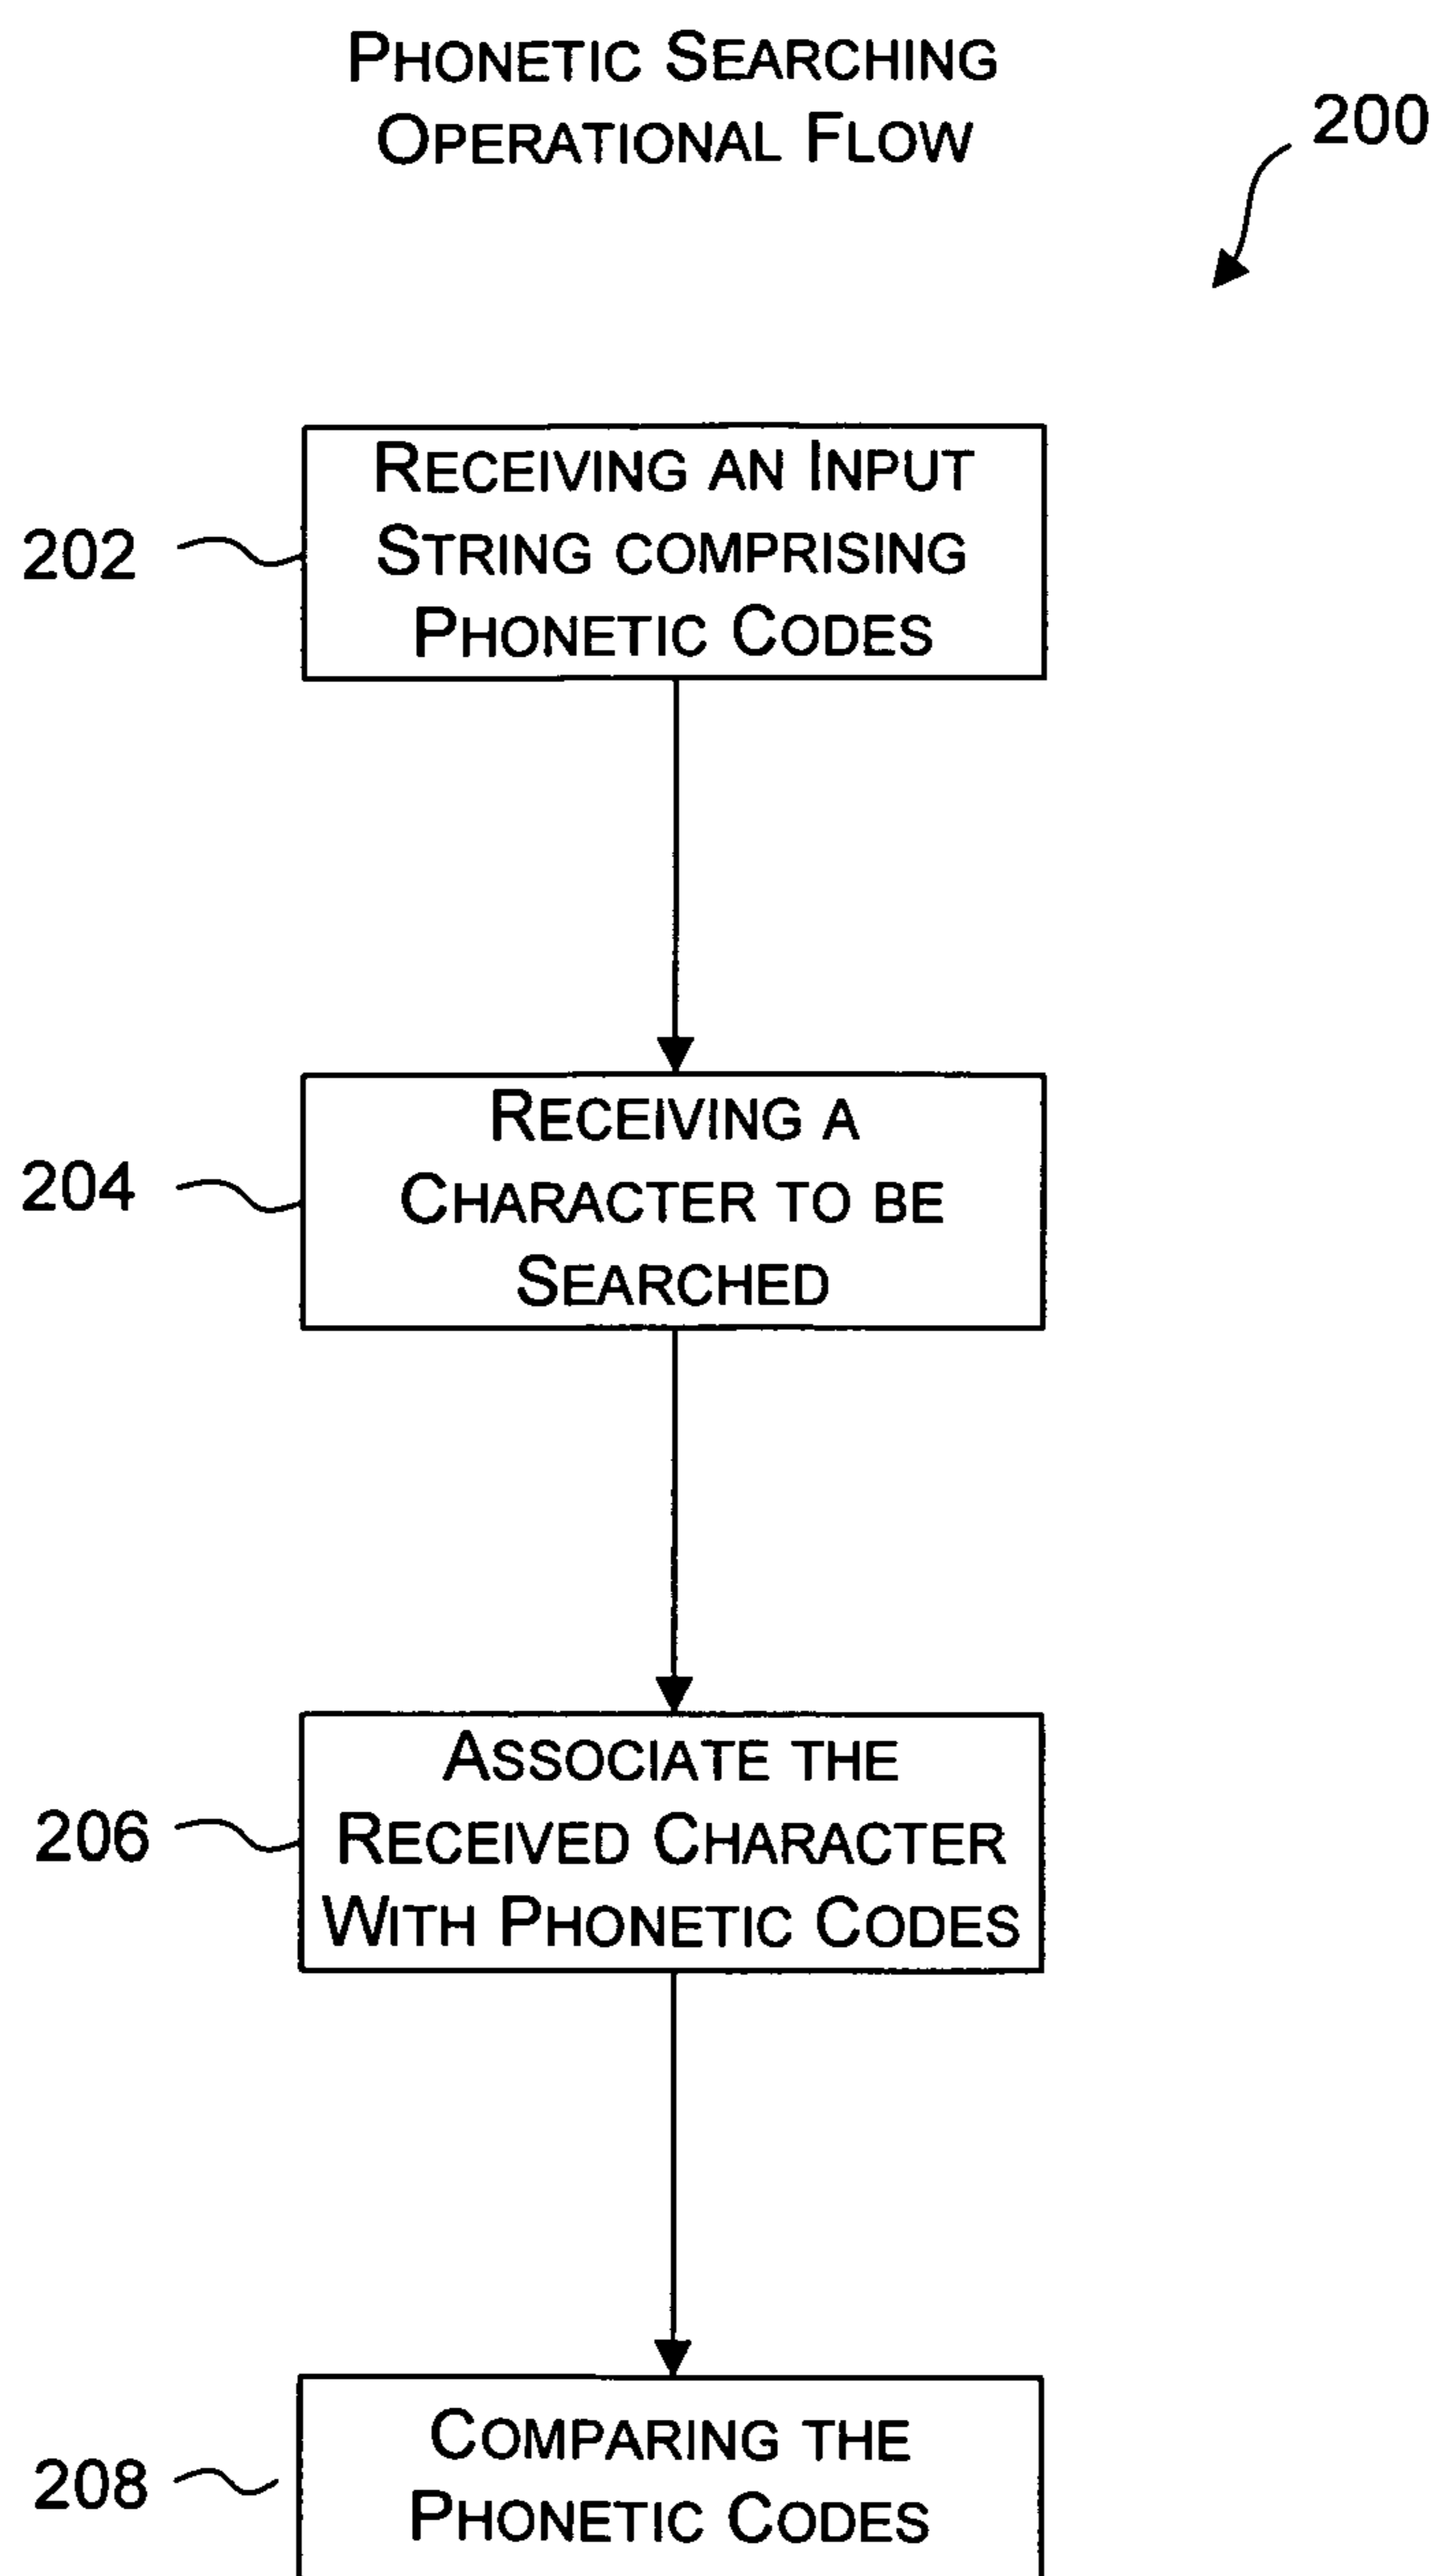 PHONETIC SEARCHING
OPERATIONAL FLOW
200
202
RECEIVING AN INPUT
STRING COMPRISING
PHONETIC CODES
204
RECEIVING A
CHARACTER TO BE
SEARCHED
206
ASSOCIATE THE
RECEIVED CHARACTER
WITH PHONETIC CODES
208
COMPARING THE
PHONETIC CODES